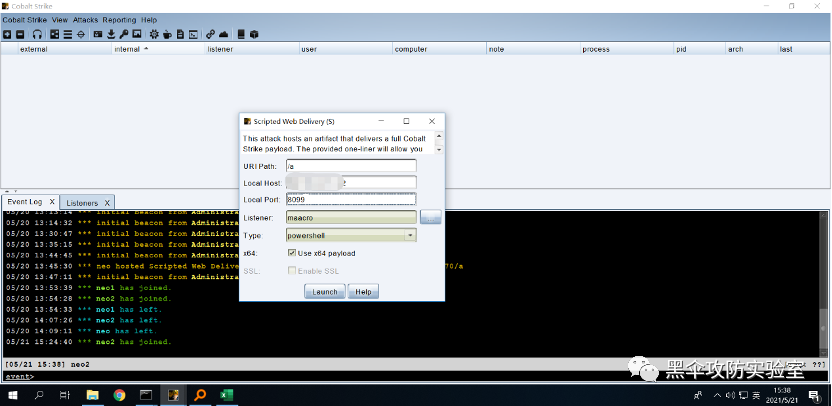 Cobalt Strike
Cobalt Strike View Attacks Reporting Help
external internal listener user computer note process pid arch last
Scripted Web Delivery (S)
This attack hosts an artifact that delivers a full Cobalt
Strike payload. The provided one-liner will allow you
URI Path: /a
Local Host: 2
Local Port: 8099
Listener: maacro
Type: powershell
x64: Use x64 payload
SSL: Enable SSL
Launch Help
Event Log X Listeners X
05/20 13:13:14 *** initial beacon from Administra
05/20 13:14:32 *** initial beacon from Administra
05/20 13:30:47 *** initial beacon from Administra
05/20 13:35:15 *** initial beacon from Administra
05/20 13:44:45 *** initial beacon from Administra
05/20 13:45:30 *** neo hosted Scripted Web Delive 70/a
05/20 13:47:11 *** initial beacon from Administra
05/20 13:53:39 *** neo1 has joined.
05/20 13:54:28 *** neo2 has joined.
05/20 13:54:33 *** neo1 has left.
05/20 14:07:26 *** neo2 has left.
05/20 14:09:11 *** neo has left.
05/21 15:24:40 *** neo2 has joined.
[05/21 15:38] neo2 ??]
event>
黑伞攻防实验室
英
15:38
2021/5/21